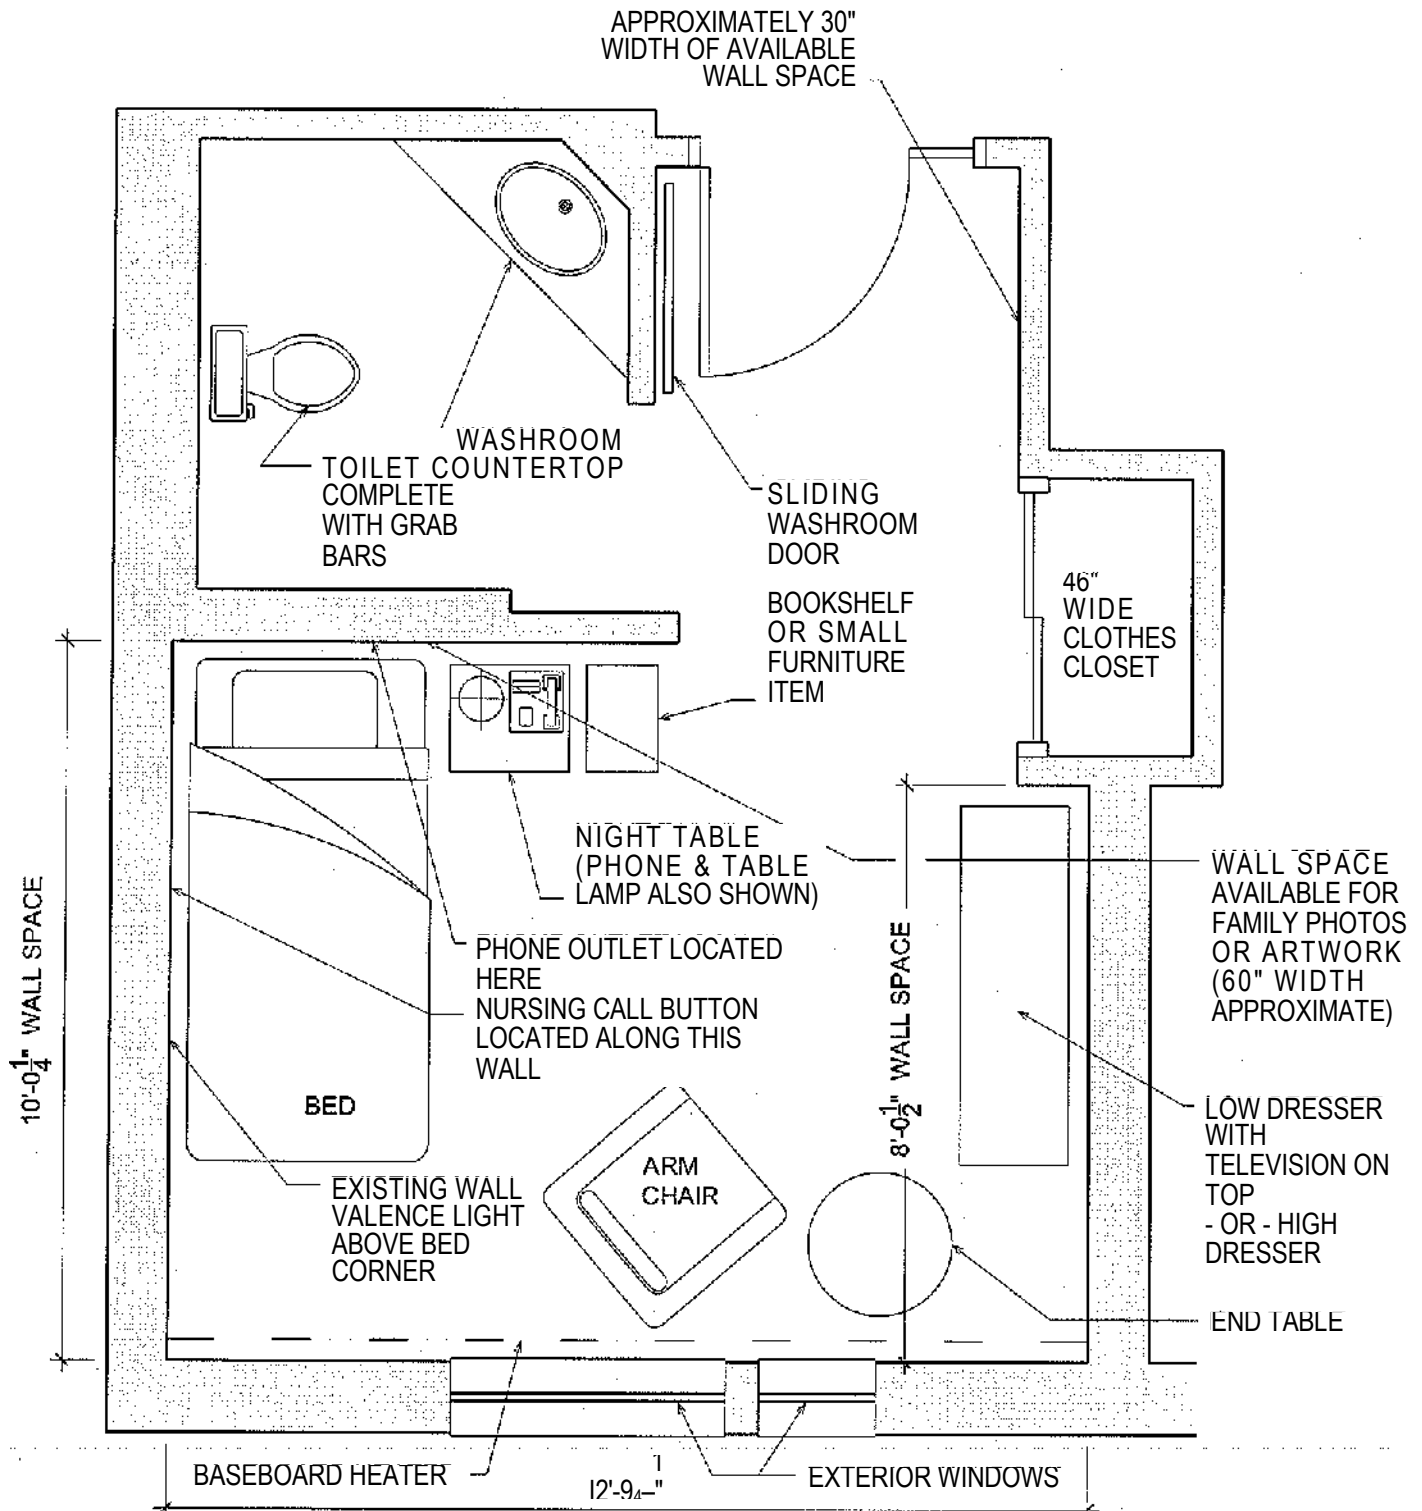 APPROXIMATELY 30"
WIDTH OF AVAILABLE
WALL SPACE
WASHROOM
TOILET COUNTERTOP
COMPLETE
WITH GRAB
BARS
SLIDING
WASHROOM
DOOR
46"
WIDE
CLOTHES
CLOSET
BOOKSHELF
OR SMALL
FURNITURE
ITEM
NIGHT TABLE
(PHONE & TABLE
LAMP ALSO SHOWN)
WALL SPACE
AVAILABLE FOR
FAMILY PHOTOS
OR ARTWORK
(60" WIDTH
APPROXIMATE)
10'-0 1/4" WALL SPACE
8'-0 1/2" WALL SPACE
PHONE OUTLET LOCATED
HERE
NURSING CALL BUTTON
LOCATED ALONG THIS
WALL
BED
ARM
CHAIR
LOW DRESSER
WITH
TELEVISION ON
TOP
- OR - HIGH
DRESSER
EXISTING WALL
VALENCE LIGHT
ABOVE BED
CORNER
END TABLE
BASEBOARD HEATER
EXTERIOR WINDOWS